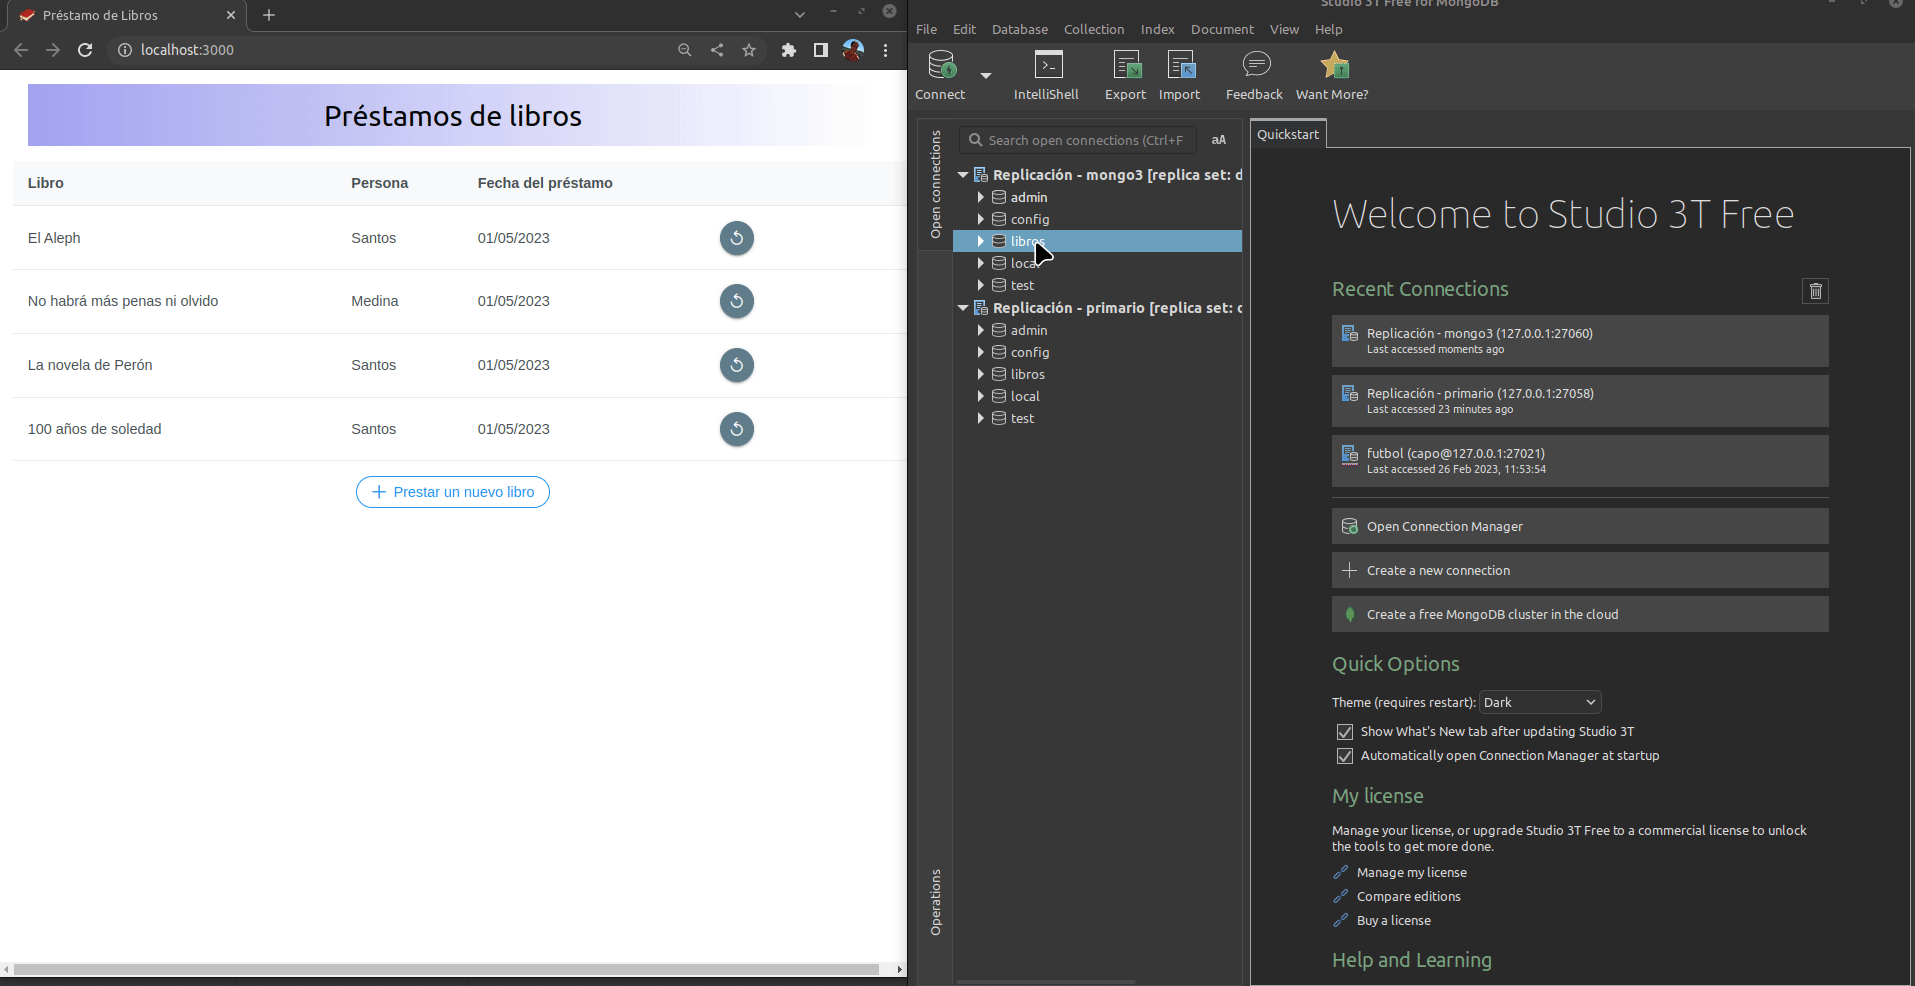 Préstamo de Libros
localhost:3000
Préstamos de libros
Libro Persona Fecha del préstamo
El Aleph Santos 01/05/2023
No habrá más penas ni olvido Medina 01/05/2023
La novela de Perón Santos 01/05/2023
100 años de soledad Santos 01/05/2023
Prestar un nuevo libro
Studio 3T Free for MongoDB
File Edit Database Collection Index Document View Help
Connect IntelliShell Export Import Feedback Want More?
Open connections
Operations
Search open connections (Ctrl+F aA
Replicación - mongo3 [replica set: d
admin
config
libros
local
test
Replicación - primario [replica set:
admin
config
libros
local
test
Quickstart
Welcome to Studio 3T Free
Recent Connections
Replicación - mongo3 (127.0.0.1:27060)
Last accessed moments ago
Replicación - primario (127.0.0.1:27058)
Last accessed 23 minutes ago
futbol (capo@127.0.0.1:27021)
Last accessed 26 Feb 2023, 11:53:54
Open Connection Manager
Create a new connection
Create a free MongoDB cluster in the cloud
Quick Options
Theme (requires restart): Dark
Show What's New tab after updating Studio 3T
Automatically open Connection Manager at startup
My license
Manage your license, or upgrade Studio 3T Free to a commercial license to unlock
the tools to get more done.
Manage my license
Compare editions
Buy a license
Help and Learning